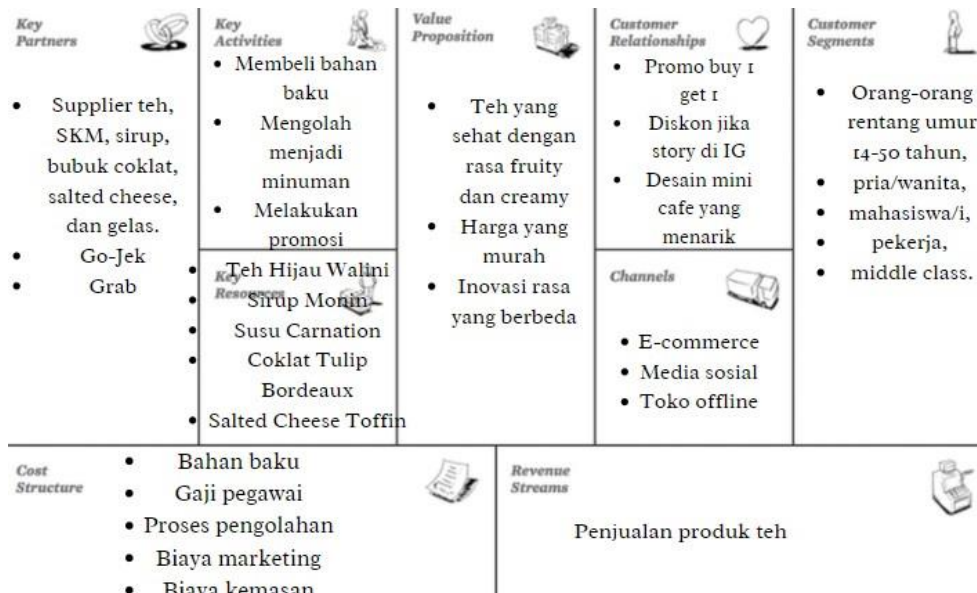 Key
Partners
Supplier teh,
SKM, sirup,
bubuk coklat,
salted cheese,
dan gelas.
Go-Jek
Grab
Key
Activities
Membeli bahan
baku
Mengolah
menjadi
minuman
Melakukan
promosi
Key
Resources
Teh Hijau Walini
Sirup Monin
Susu Carnation
Coklat Tulip
Bordeaux
Salted Cheese Toffin
Value
Proposition
Teh yang
sehat dengan
rasa fruity
dan creamy
Harga yang
murah
Inovasi rasa
yang berbeda
Customer
Relationships
Promo buy 1
get 1
Diskon jika
story di IG
Desain mini
cafe yang
menarik
Channels
E-commerce
Media sosial
Toko offline
Customer
Segments
Orang-orang
rentang umur
14-50 tahun,
pria/wanita,
mahasiswa/i,
pekerja,
middle class.
Cost
Structure
Bahan baku
Gaji pegawai
Proses pengolahan
Biaya marketing
Biaya kemasan
Revenue
Streams
Penjualan produk teh